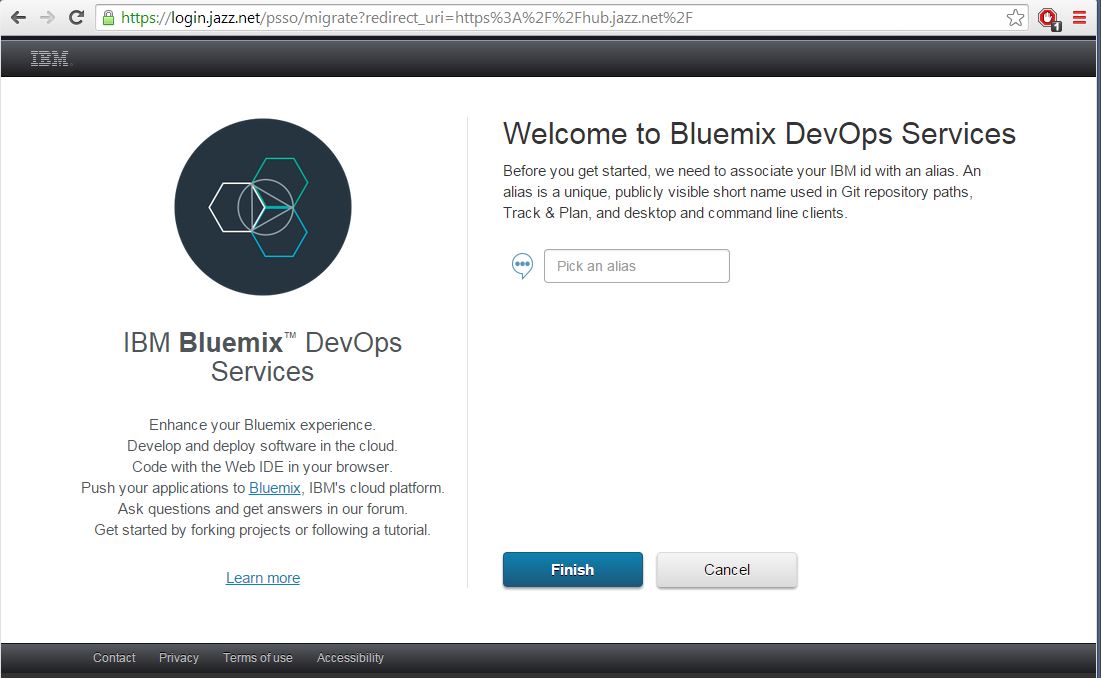 https://login.jazz.net/psso/migrate?redirect_uri=https%3A%2F%2Fhub.jazz.net%2F
1
IBM
IBM Bluemix™ DevOps
Services
Enhance your Bluemix experience.
Develop and deploy software in the cloud.
Code with the Web IDE in your browser.
Push your applications to Bluemix, IBM's cloud platform.
Ask questions and get answers in our forum.
Get started by forking projects or following a tutorial.
Learn more
Welcome to Bluemix DevOps Services
Before you get started, we need to associate your IBM id with an alias. An
alias is a unique, publicly visible short name used in Git repository paths,
Track & Plan, and desktop and command line clients.
Pick an alias
Finish Cancel
Contact Privacy Terms of use Accessibility